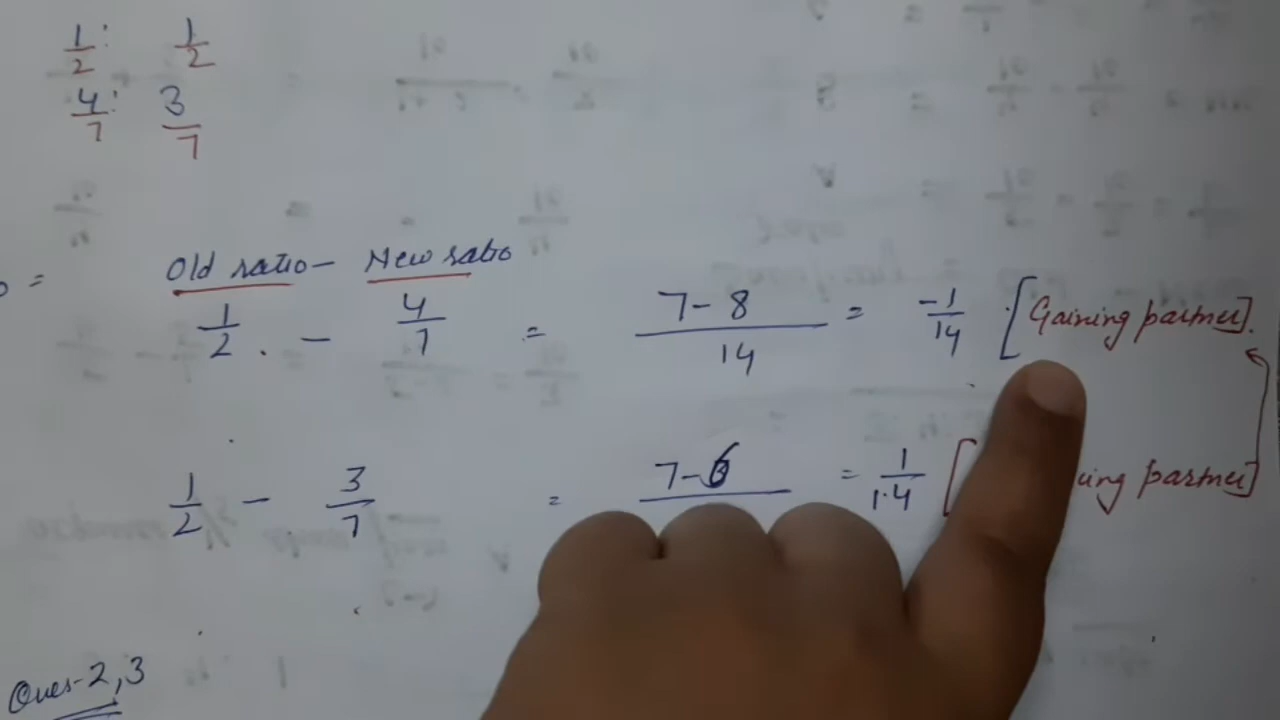 1/2 : 1/2
4/7 : 3/7
Old ratio - New ratio
=
1/2 - 4/7 = 7-8/14 = -1/14 [Gaining partner].
1/2 - 3/7 = 7-6 = 1/14 [ partner]
Ques-2,3